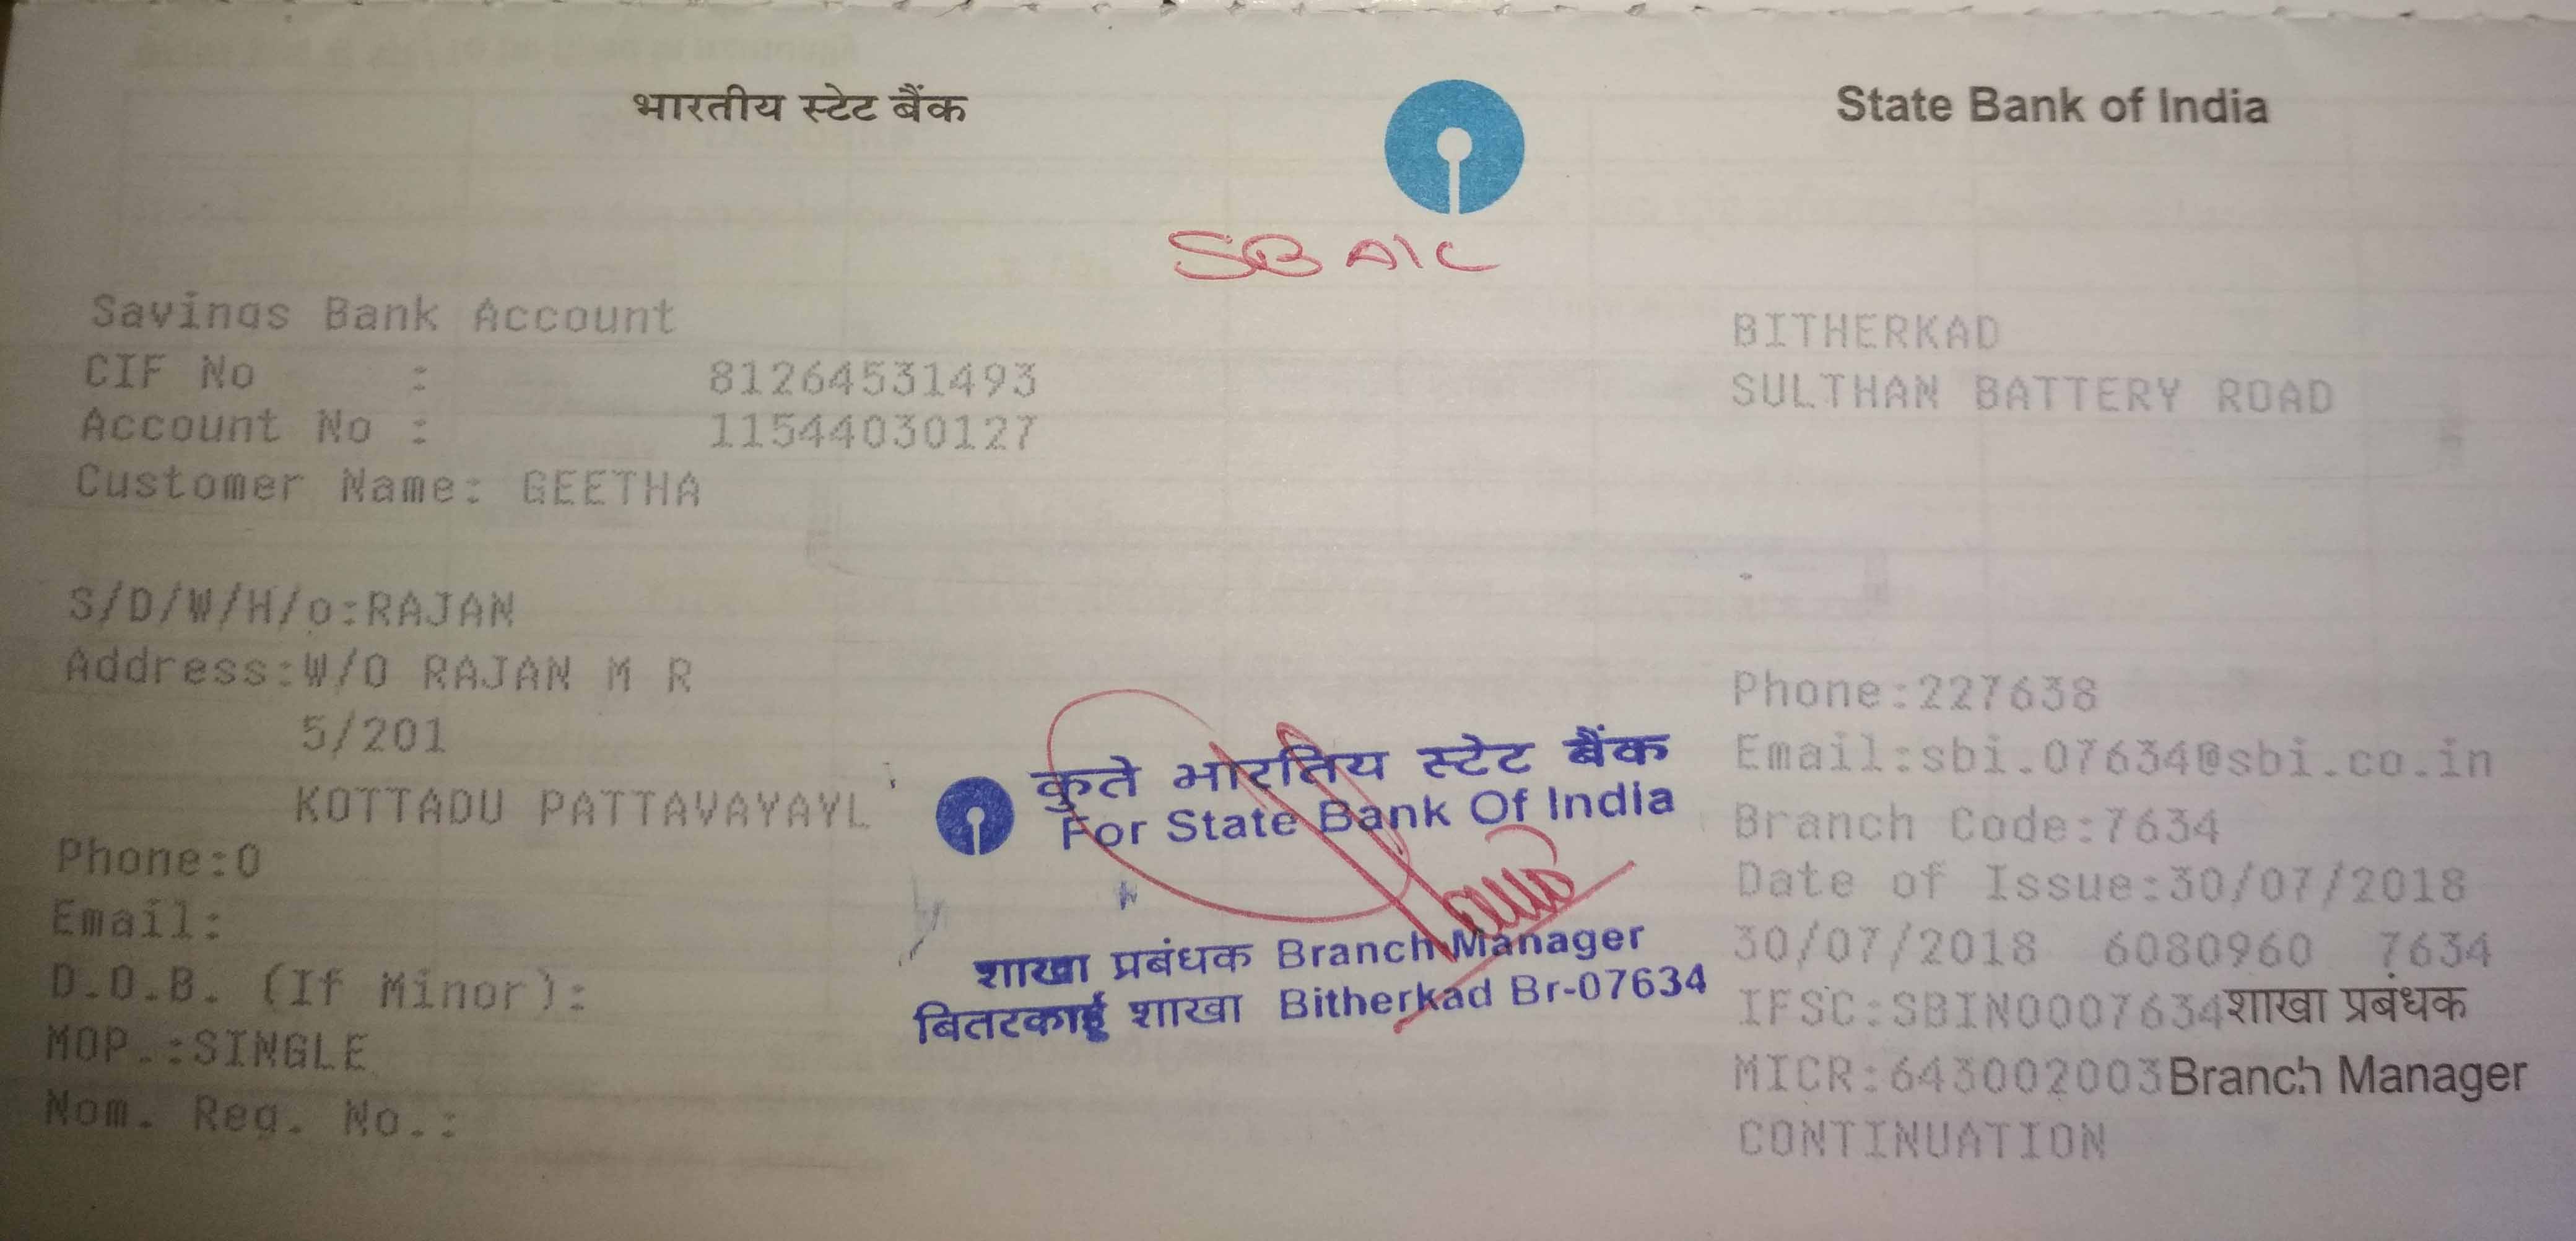 भारतीय स्टेट बैंक
State Bank of India
SB A/C
Savings Bank Account
CIF No : 81264531493
Account No : 11544030127
Customer Name: GEETHA
S/D/W/H/o:RAJAN
Address:W/O RAJAN M R
5/201
KOTTADU PATTAVAYAYL
Phone:0
Email:
D.O.B. (If Minor):
MOP.:SINGLE
Nom. Reg. No.:
कुते भारतिय स्टेट बैंक
For State Bank Of India
शाखा प्रबंधक Branch Manager
शाखा Bitherkad Br-07634
BITHERKAD
SULTHAN BATTERY ROAD
Phone:227638
Email:sbi.07634@sbi.co.in
Branch Code:7634
Date of Issue:30/07/2018
30/07/2018 6080960 7634
IFSC:SBIN0007634 शाखा प्रबंधक
MICR:643002003 Branch Manager
CONTINUATION